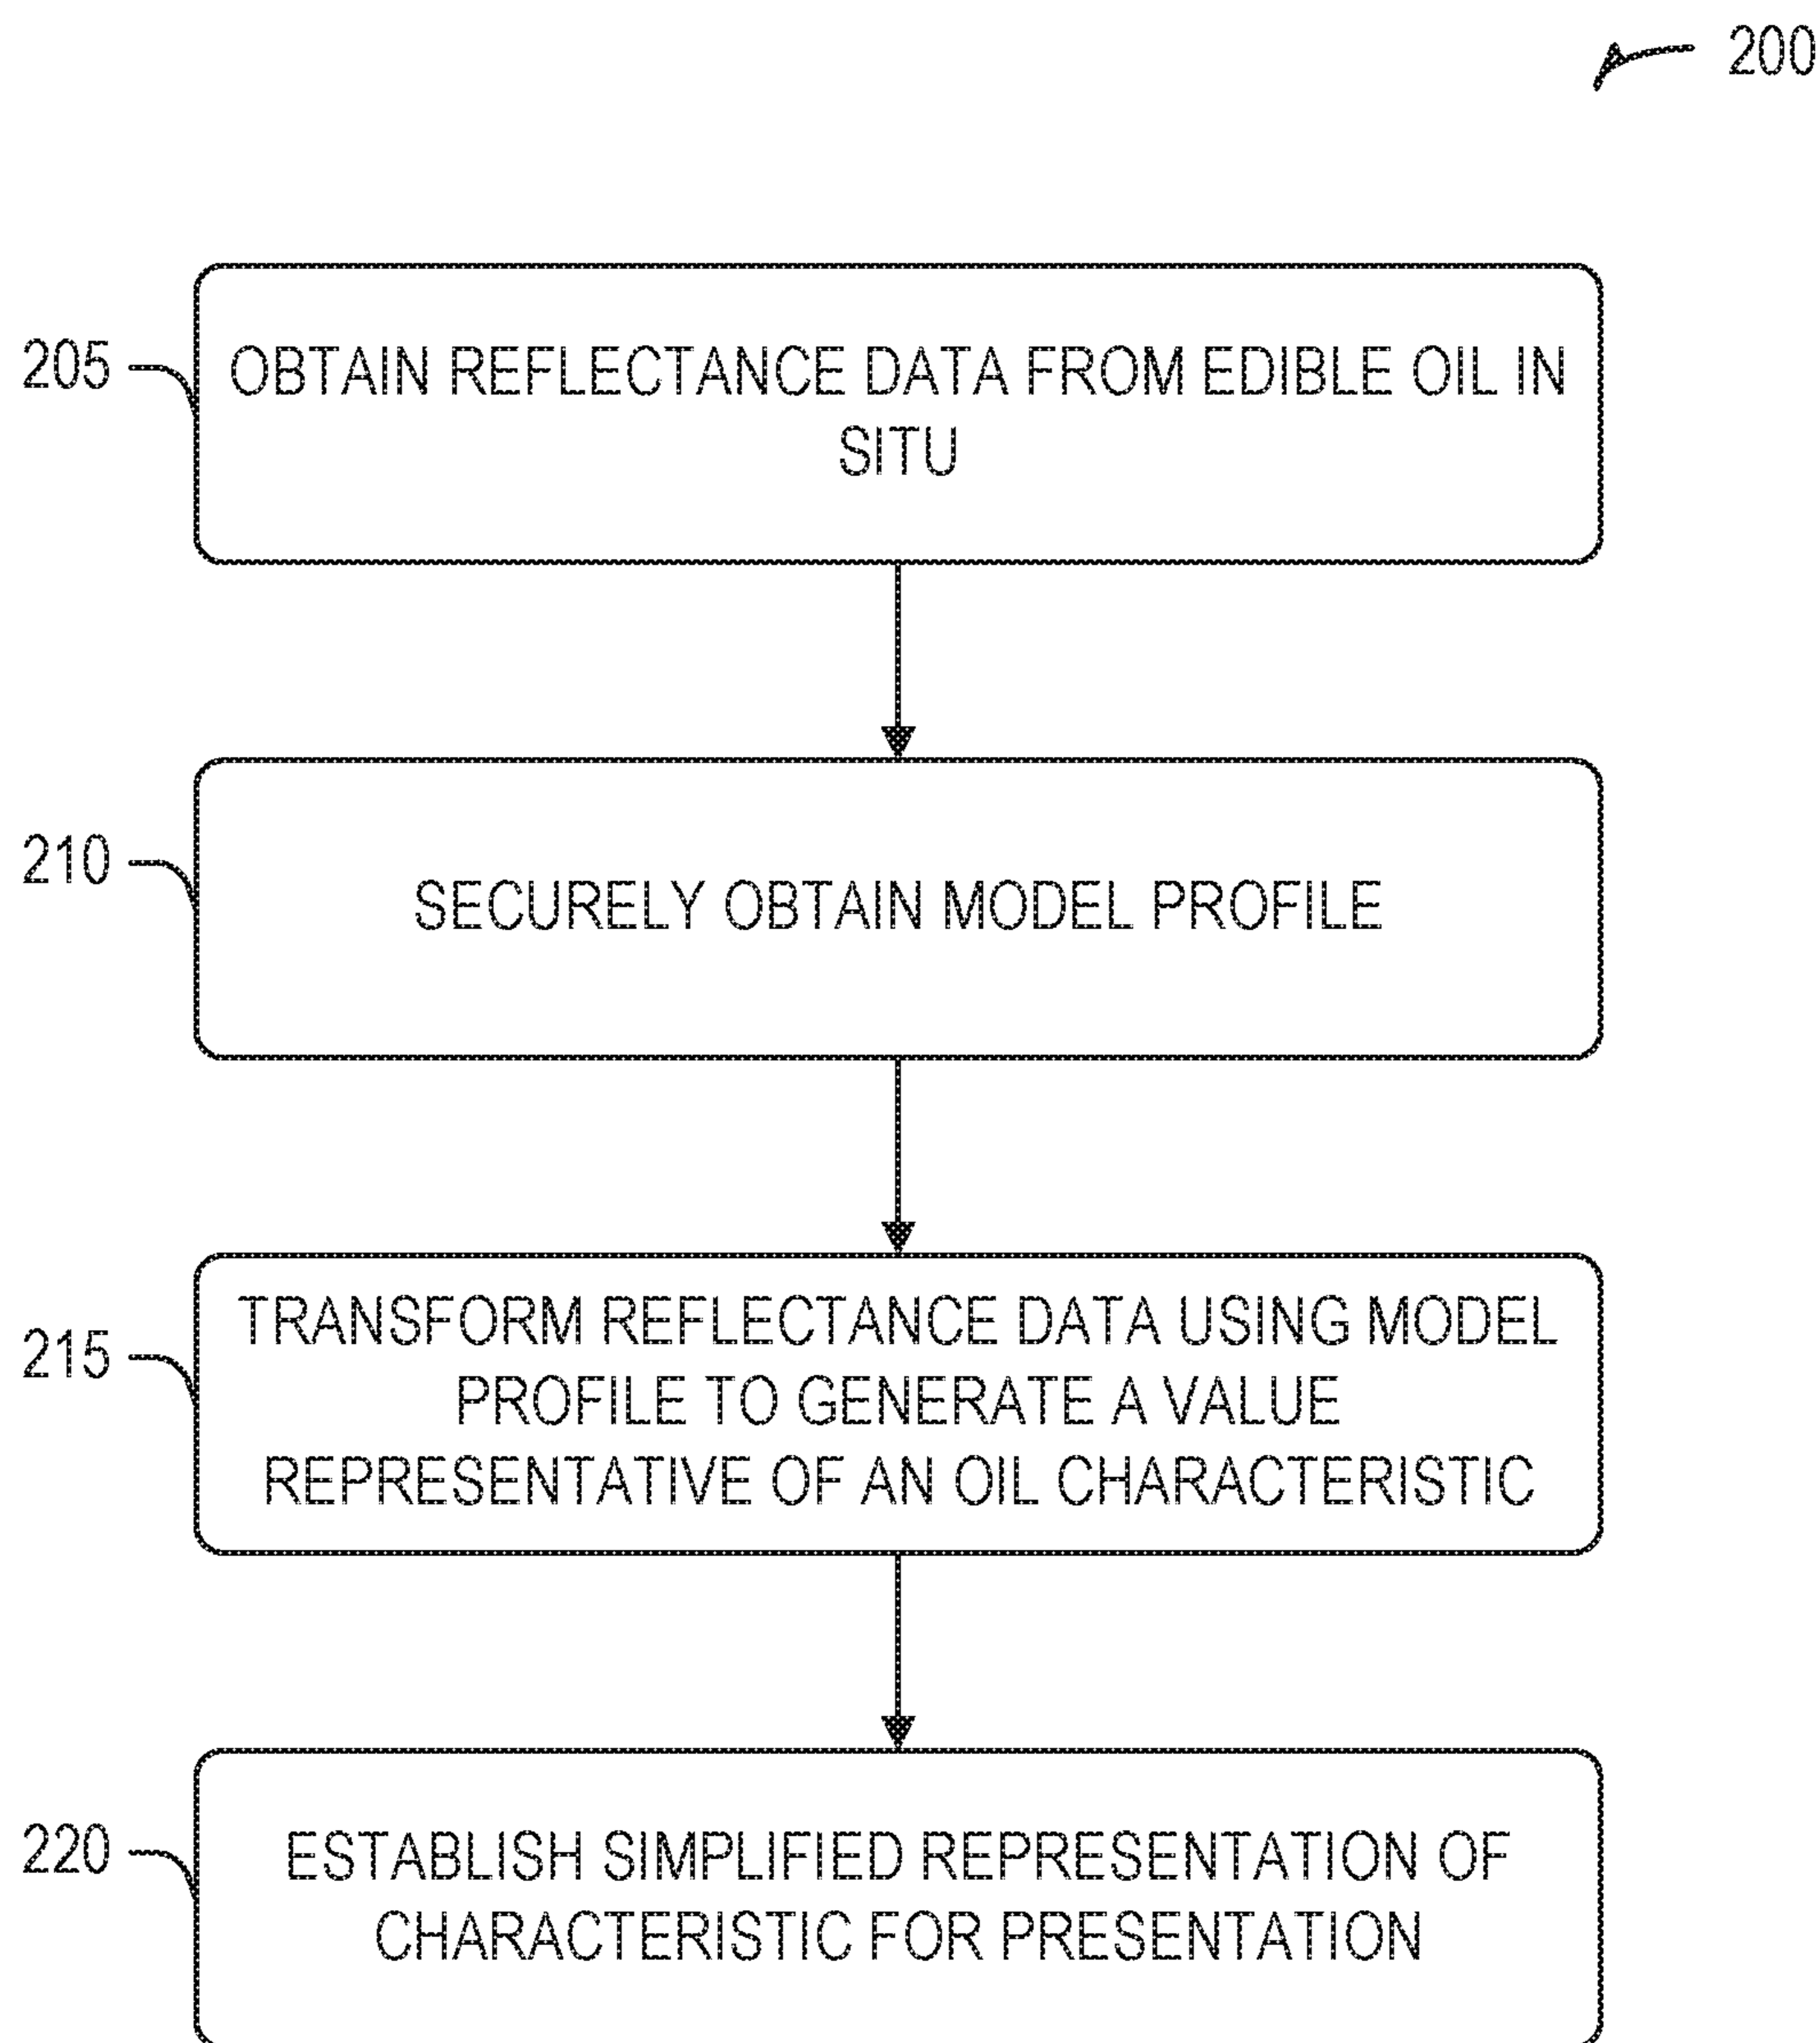 200
205
OBTAIN REFLECTANCE DATA FROM EDIBLE OIL IN
SITU
210
SECURELY OBTAIN MODEL PROFILE
215
TRANSFORM REFLECTANCE DATA USING MODEL
PROFILE TO GENERATE A VALUE
REPRESENTATIVE OF AN OIL CHARACTERISTIC
220
ESTABLISH SIMPLIFIED REPRESENTATION OF
CHARACTERISTIC FOR PRESENTATION